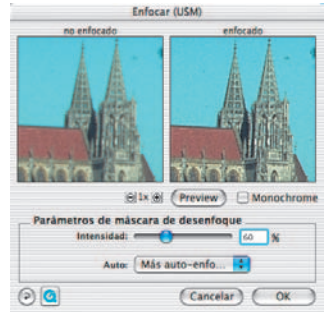 Enfocar (USM)
no enfocado enfocado
1x Preview Monochrome
Parámetros de máscara de desenfoque
Intensidad: 60 %
Auto: Más auto-enfo...
Cancelar OK